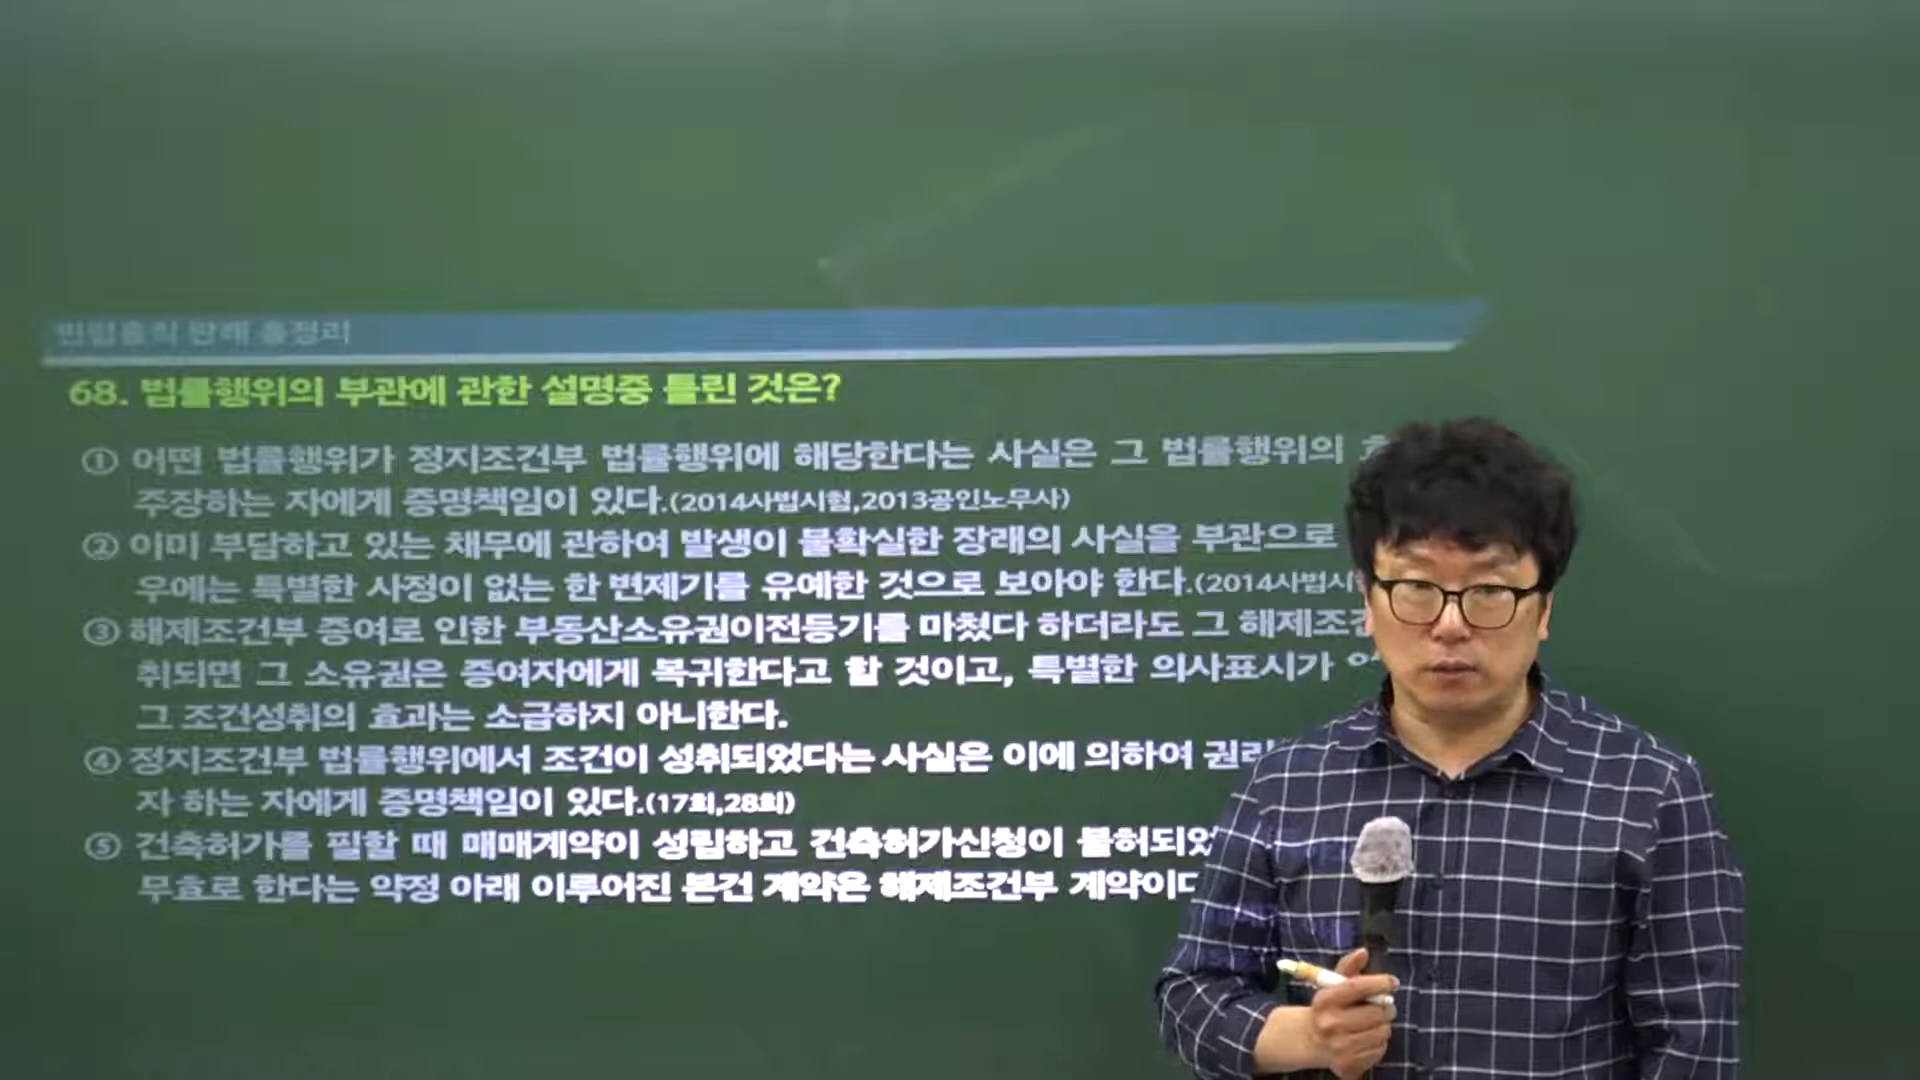 민법총칙 판례 총정리
68. 법률행위의 부관에 관한 설명중 틀린 것은?
① 어떤 법률행위가 정지조건부 법률행위에 해당한다는 사실은 그 법률행위의
주장하는 자에게 증명책임이 있다.(2014사법시험,2013공인노무사)
② 이미 부담하고 있는 채무에 관하여 발생이 불확실한 장래의 사실을 부관으로
우에는 특별한 사정이 없는 한 변제기를 유예한 것으로 보아야 한다.(2014사법시
③ 해제조건부 증여로 인한 부동산소유권이전등기를 마쳤다 하더라도 그 해제조건
취되면 그 소유권은 증여자에게 복귀한다고 할 것이고, 특별한 의사표시가
그 조건성취의 효과는 소급하지 아니한다.
④ 정지조건부 법률행위에서 조건이 성취되었다는 사실은 이에 의하여 권리
자 하는 자에게 증명책임이 있다.(17회,28회)
⑤ 건축허가를 필할 때 매매계약이 성립하고 건축허가신청이 불허되었
무효로 한다는 약정 아래 이루어진 본건 계약은 해제조건부 계약이다